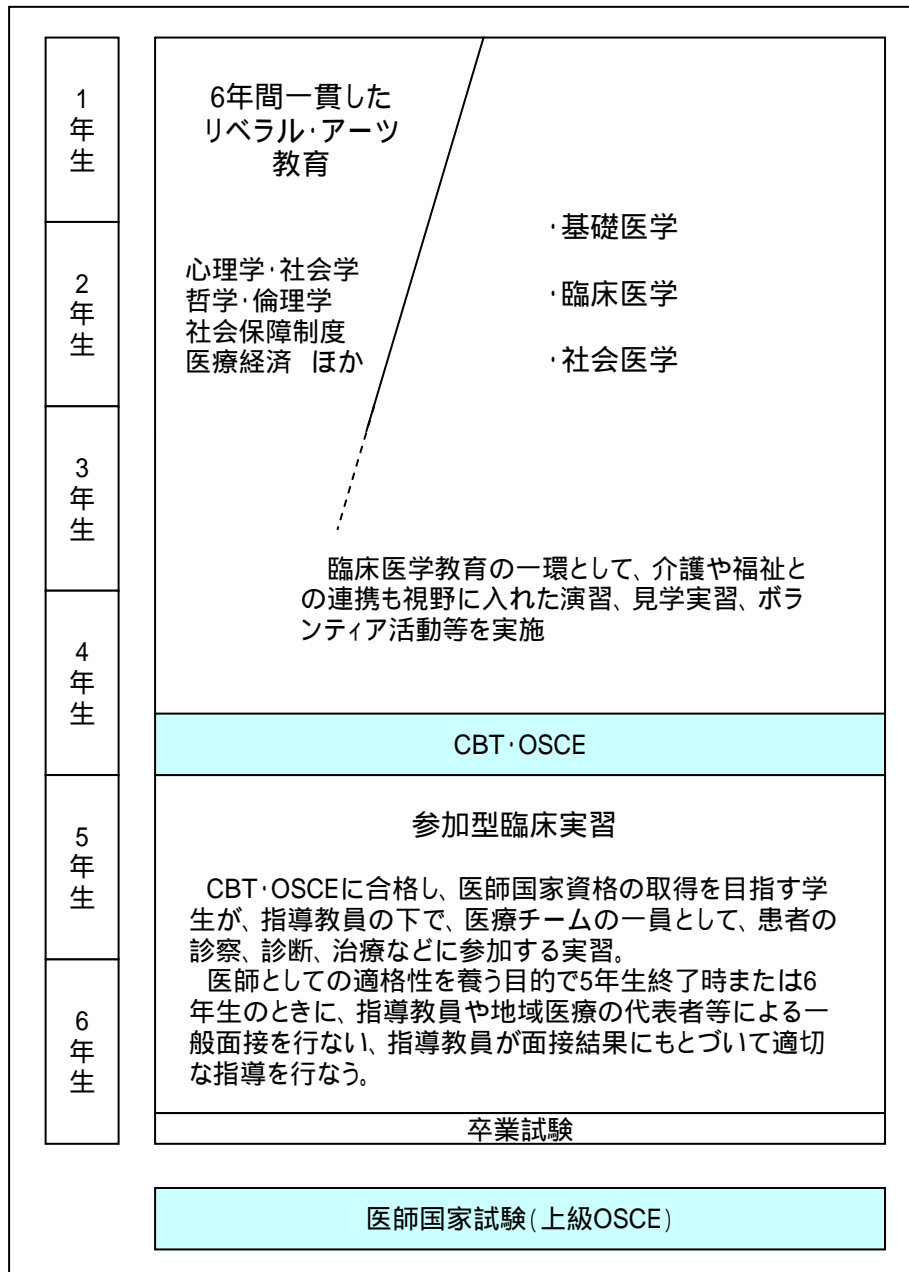 1年生
2年生
3年生
4年生
5年生
6年生
6年間一貫した
リベラル・アーツ
教育
心理学・社会学
哲学・倫理学
社会保障制度
医療経済　ほか
・基礎医学
・臨床医学
・社会医学
臨床医学教育の一環として、介護や福祉と
の連携も視野に入れた演習、見学実習、ボラ
ンティア活動等を実施
CBT・OSCE
参加型臨床実習
CBT・OSCEに合格し、医師国家資格の取得を目指す学
生が、指導教員の下で、医療チームの一員として、患者の
診察、診断、治療などに参加する実習。
医師としての適格性を養う目的で5年生終了時または6
年生のときに、指導教員や地域医療の代表者等による一
般面接を行ない、指導教員が面接結果にもとづいて適切
な指導を行なう。
卒業試験
医師国家試験(上級OSCE)